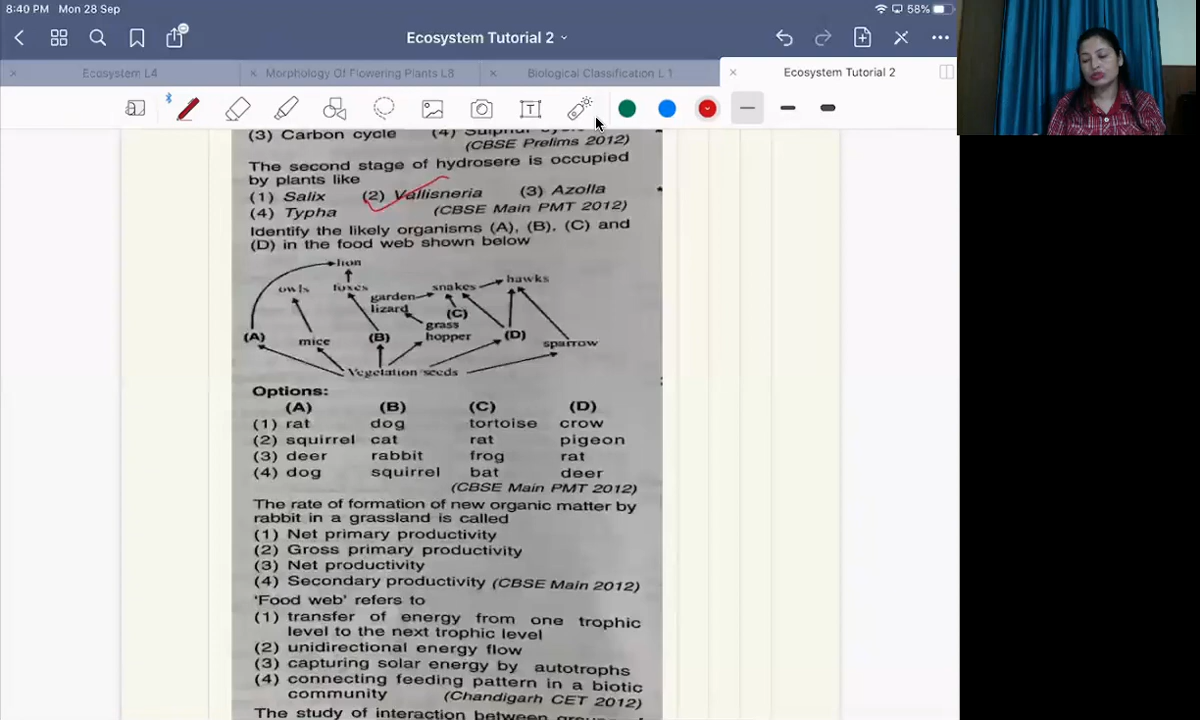 8:40 PM Mon 28 Sep
58%
Ecosystem Tutorial 2
Ecosystem L4
Morphology Of Flowering Plants L8
Biological Classification L 1
Ecosystem Tutorial 2
(3) Carbon cycle (4) Sulphur cycle
(CBSE Prelims 2012)
The second stage of hydrosere is occupied
by plants like
(1) Salix (2) Vallisneria (3) Azolla
(4) Typha (CBSE Main PMT 2012)
Identify the likely organisms (A), (B), (C) and
(D) in the food web shown below
lion
owls foxes snakes hawks
garden
lizard
(C)
grass
hopper
(A) mice (B) (D) sparrow
Vegetation seeds
Options:
(A) (B) (C) (D)
(1) rat dog tortoise crow
(2) squirrel cat rat pigeon
(3) deer rabbit frog rat
(4) dog squirrel bat deer
(CBSE Main PMT 2012)
The rate of formation of new organic matter by
rabbit in a grassland is called
(1) Net primary productivity
(2) Gross primary productivity
(3) Net productivity
(4) Secondary productivity (CBSE Main 2012)
'Food web' refers to
(1) transfer of energy from one trophic
level to the next trophic level
(2) unidirectional energy flow
(3) capturing solar energy by autotrophs
(4) connecting feeding pattern in a biotic
community (Chandigarh CET 2012)
The study of interaction between